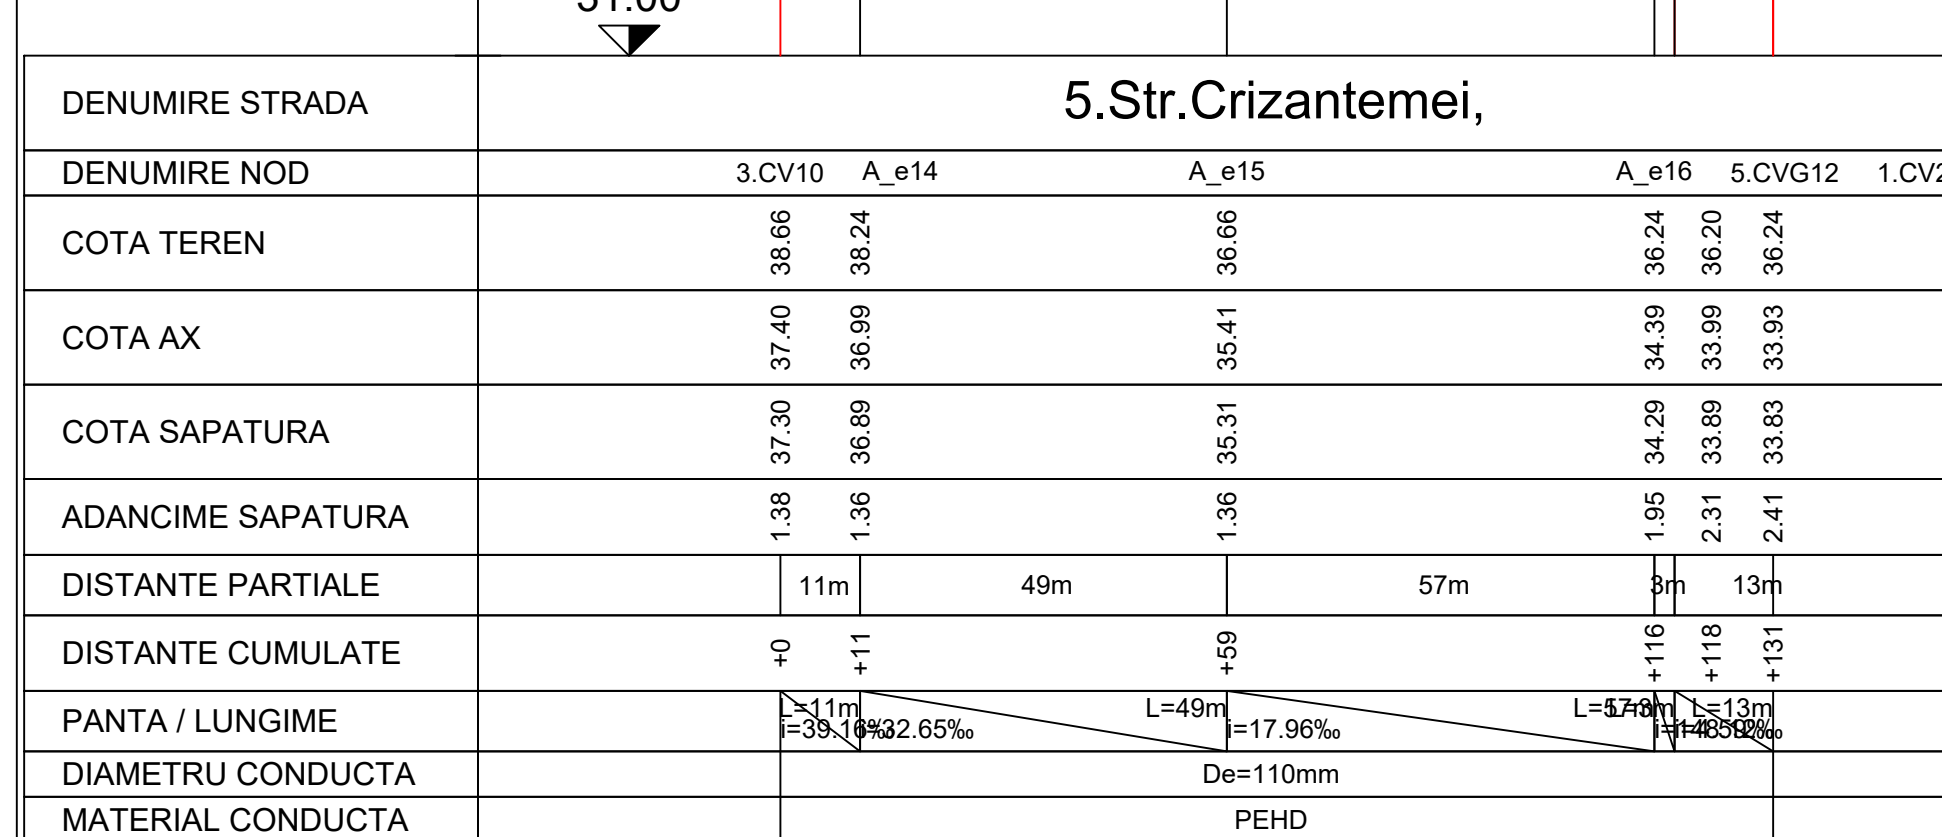 DENUMIRE STRADA 5.Str.Crizantemei,
DENUMIRE NOD 3.CV10 A_e14 A_e15 A_e16 5.CVG12
COTA TEREN 38.66 38.24 36.66 36.24 36.20 36.24
COTA AX 37.40 36.99 35.41 34.39 33.99 33.93
COTA SAPATURA 37.30 36.89 35.31 34.29 33.89 33.83
ADANCIME SAPATURA 1.38 1.36 1.36 1.95 2.31 2.41
DISTANTE PARTIALE 11m 49m 57m 3m 13m
DISTANTE CUMULATE +0 +11 +59 +116 +118 +131
PANTA / LUNGIME L=11m L=49m L=13m
i=39.16‰ i=17.96‰
DIAMETRU CONDUCTA De=110mm
MATERIAL CONDUCTA PEHD